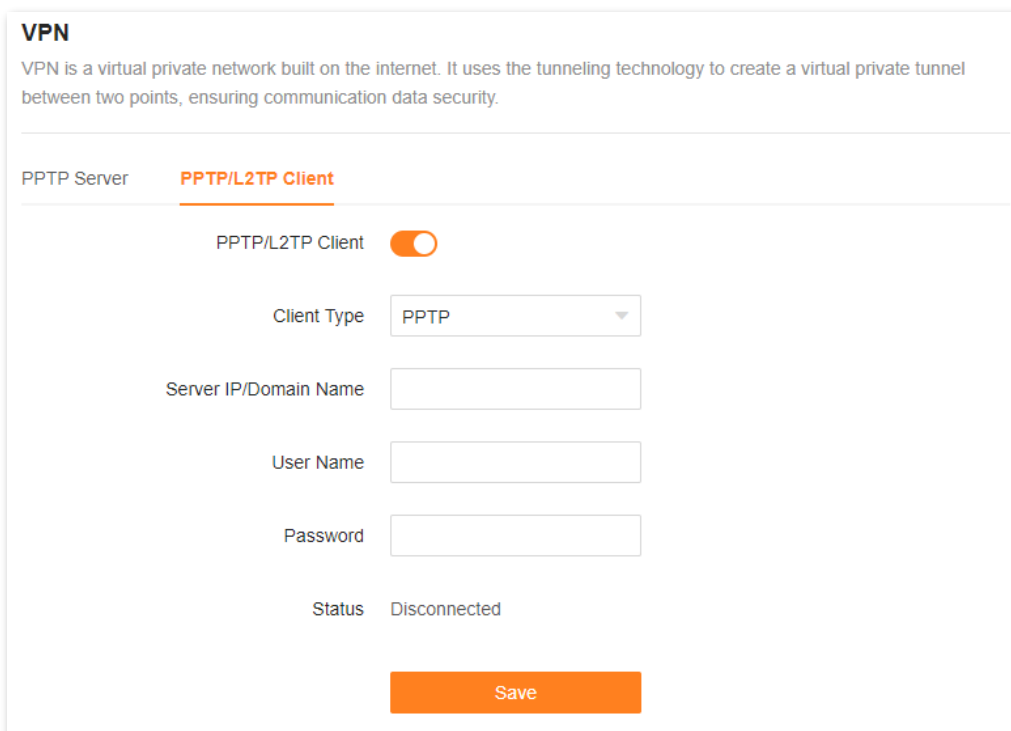 VPN
VPN is a virtual private network built on the internet. It uses the tunneling technology to create a virtual private tunnel
between two points, ensuring communication data security.
PPTP Server PPTP/L2TP Client
PPTP/L2TP Client
Client Type PPTP
Server IP/Domain Name
User Name
Password
Status Disconnected
Save